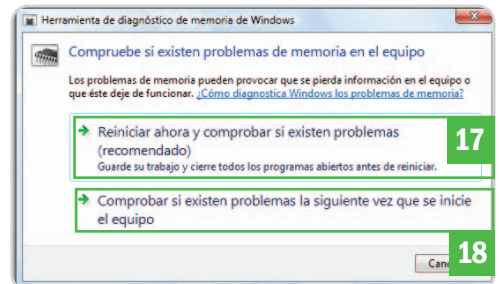 Herramienta de diagnóstico de memoria de Windows
Compruebe si existen problemas de memoria en el equipo
Los problemas de memoria pueden provocar que se pierda información en el equipo o
que éste deje de funcionar. ¿Cómo diagnostica Windows los problemas de memoria?
Reiniciar ahora y comprobar si existen problemas
(recomendado)
17
Guarde su trabajo y cierre todos los programas abiertos antes de reiniciar.
Comprobar si existen problemas la siguiente vez que se inicie
el equipo
18